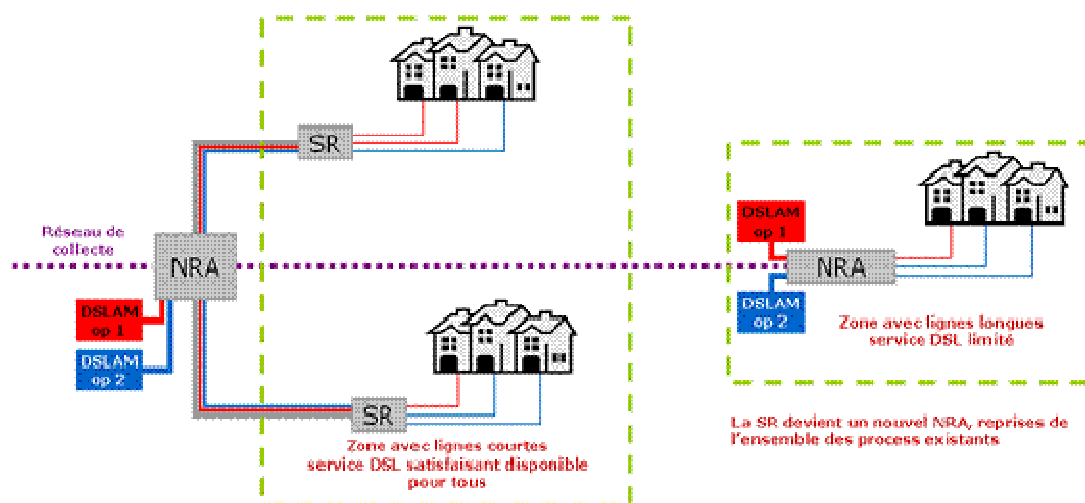 SR
Réseau de
collecte
NRA
DSLAM
op 1
DSLAM
op 2
SR
Zone avec lignes courtes
service DSL satisfaisant disponible
pour tous
DSLAM
op 1
NRA
DSLAM
op 2
Zone avec lignes longues
service DSL limité
La SR devient un nouvel NRA, reprises de
l'ensemble des process existants